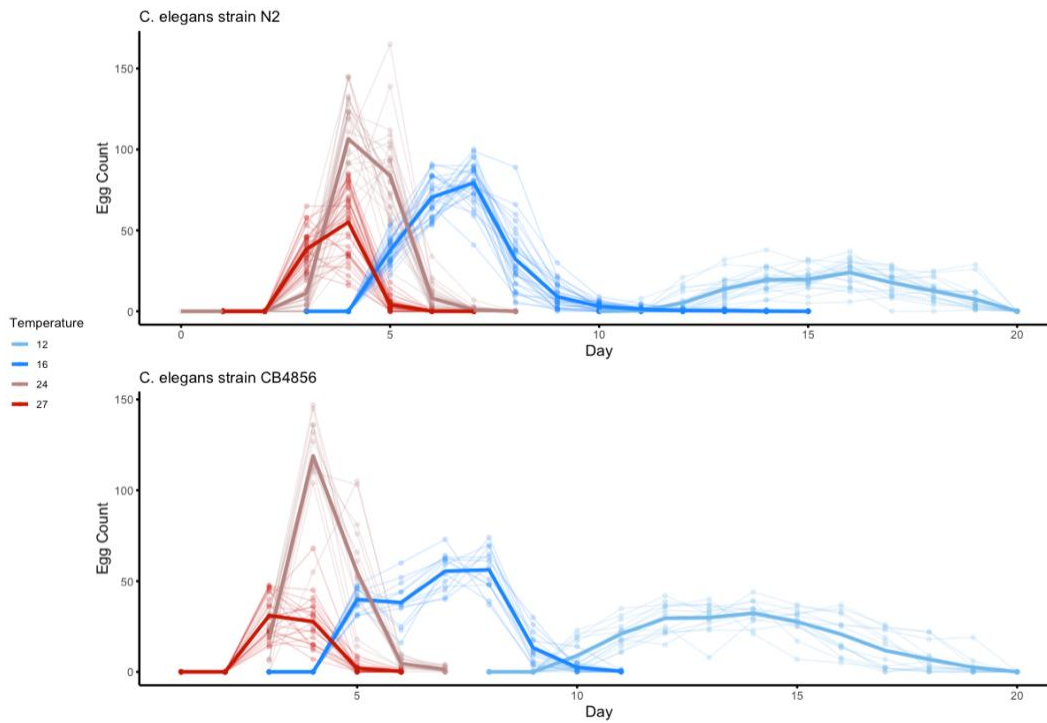 C. elegans strain N2
150
100
50
0
Egg Count
0 5 10 15 20
Day
Temperature
12
16
24
27
C. elegans strain CB4856
150
100
50
0
Egg Count
5 10 15 20
Day